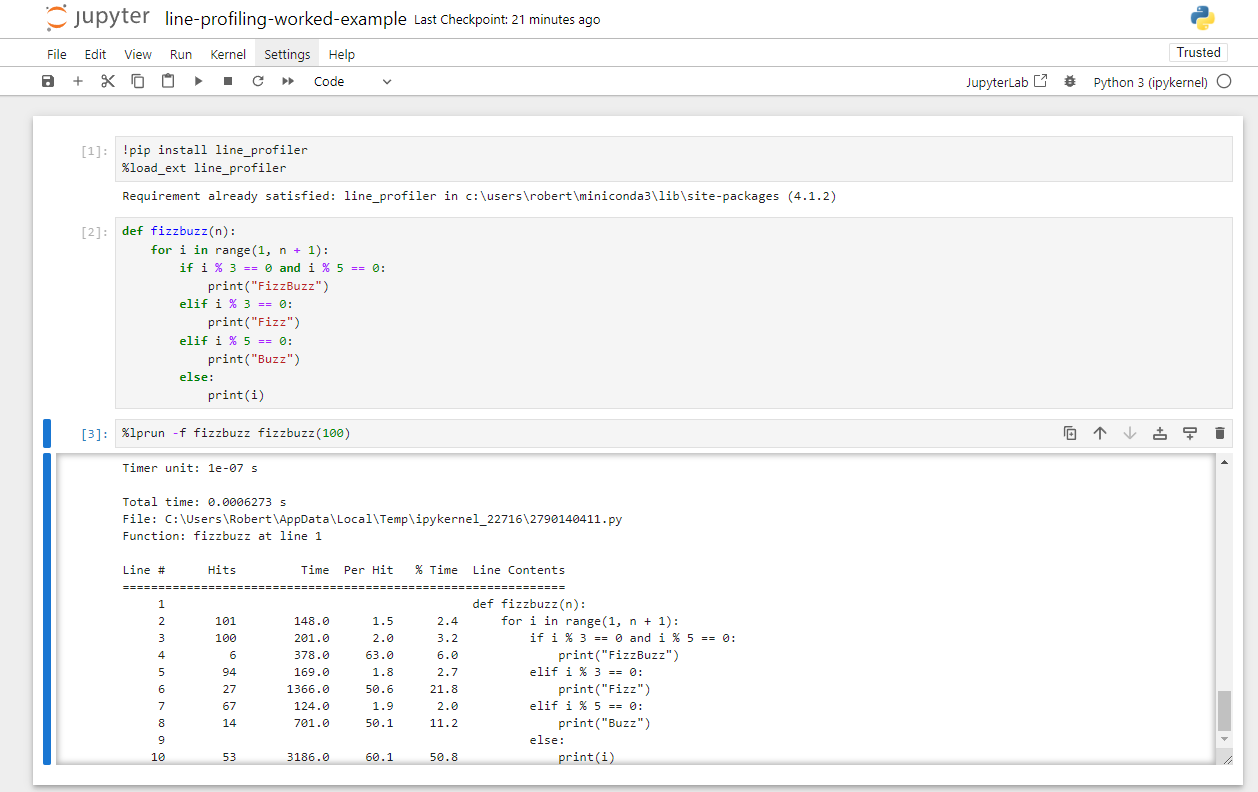 jupyter line-profiling-worked-example Last Checkpoint: 21 minutes ago
File Edit View Run Kernel Settings Help Trusted
Code JupyterLab Python 3 (ipykernel)
[1]: !pip install line_profiler
%load_ext line_profiler
Requirement already satisfied: line_profiler in c:\users\robert\miniconda3\lib\site-packages (4.1.2)
[2]: def fizzbuzz(n):
    for i in range(1, n + 1):
        if i % 3 == 0 and i % 5 == 0:
            print("FizzBuzz")
        elif i % 3 == 0:
            print("Fizz")
        elif i % 5 == 0:
            print("Buzz")
        else:
            print(i)
[3]: %lprun -f fizzbuzz fizzbuzz(100)
Timer unit: 1e-07 s
Total time: 0.0006273 s
File: C:\Users\Robert\AppData\Local\Temp\ipykernel_22716\2790140411.py
Function: fizzbuzz at line 1
Line #      Hits         Time  Per Hit   % Time  Line Contents
==============================================================
     1                                           def fizzbuzz(n):
     2       101        148.0      1.5      2.4      for i in range(1, n + 1):
     3       100        201.0      2.0      3.2          if i % 3 == 0 and i % 5 == 0:
     4         6        378.0     63.0      6.0              print("FizzBuzz")
     5        94        169.0      1.8      2.7          elif i % 3 == 0:
     6        27       1366.0     50.6     21.8              print("Fizz")
     7        67        124.0      1.9      2.0          elif i % 5 == 0:
     8        14        701.0     50.1     11.2              print("Buzz")
     9                                                   else:
    10        53       3186.0     60.1     50.8              print(i)